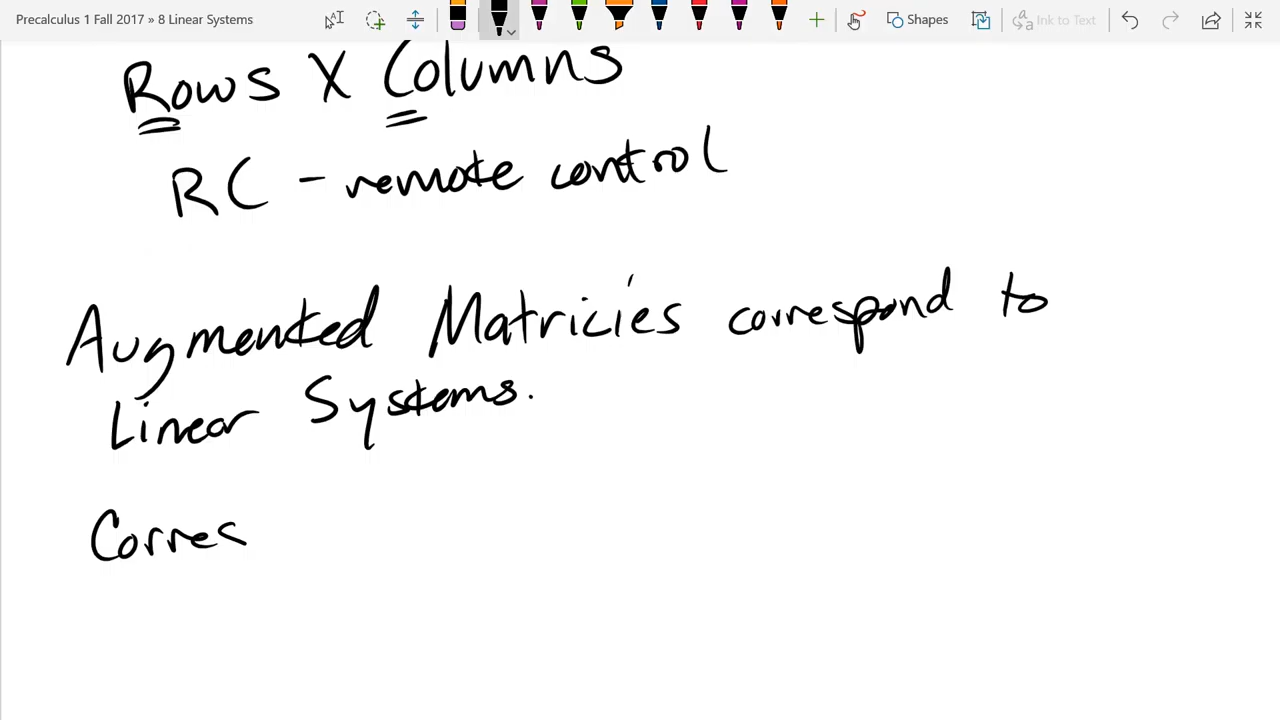 Precalculus 1 Fall 2017 » 8 Linear Systems
Shapes
Ink to Text
Rows X Columns
RC - remote control
Augmented Matricies correspond to
Linear Systems.
Corres